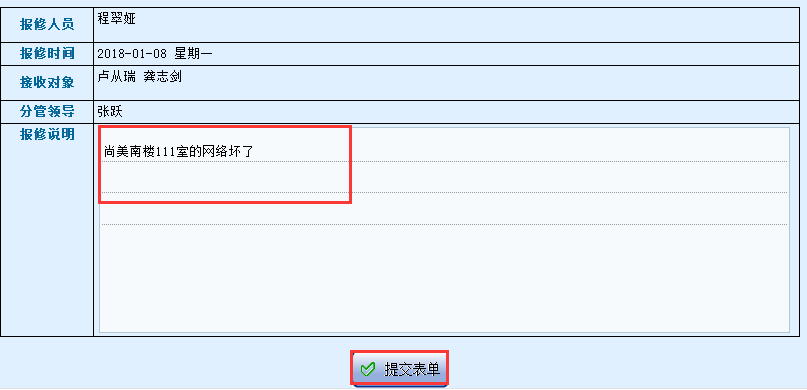 报修人员 程翠娅
报修时间 2018-01-08 星期一
接收对象 卢从瑞 龚志剑
分管领导 张跃
报修说明
尚美南楼111室的网络坏了
提交表单